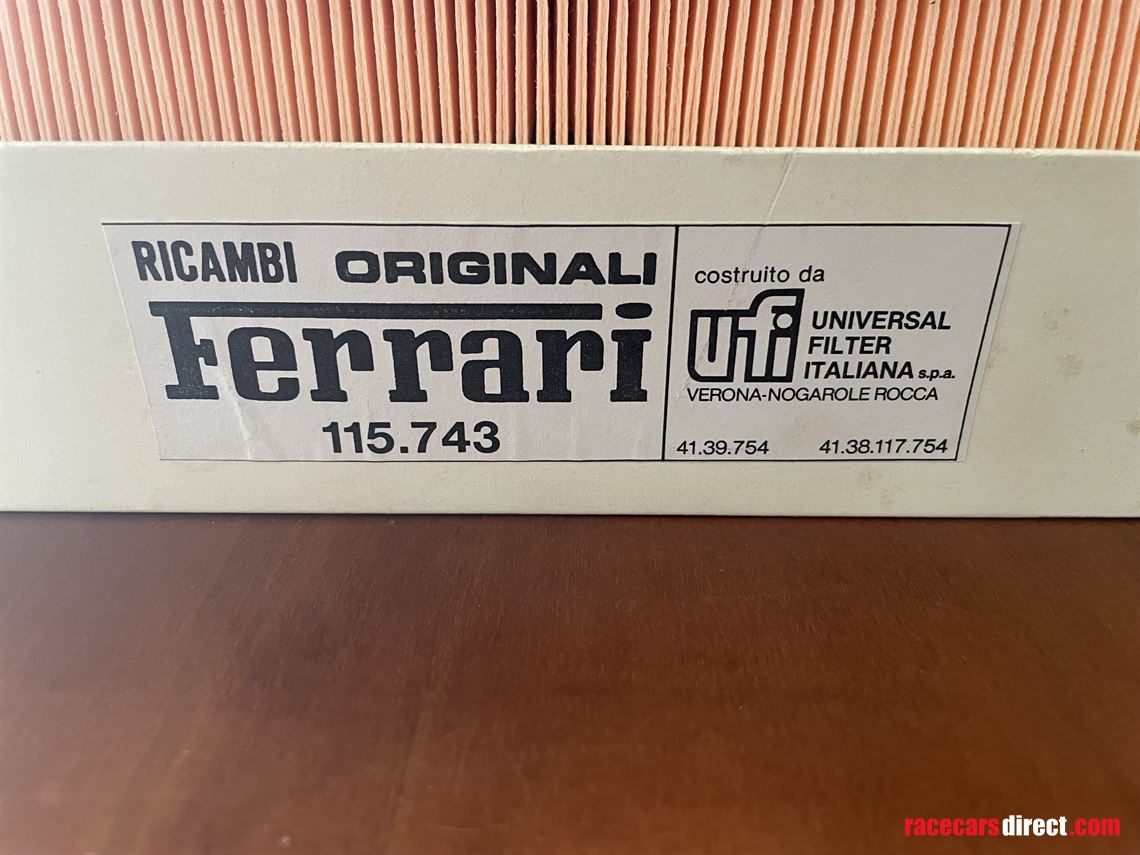 RICAMBI ORIGINALI
Ferrari
115.743
costruito da
ufi UNIVERSAL
FILTER
ITALIANA s.p.a.
VERONA-NOGAROLE ROCCA
41.39.754 41.38.117.754
racecarsdirect.com